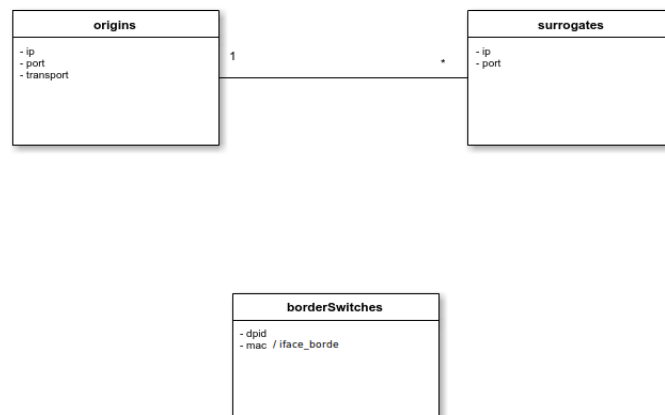 origins
- ip
- port
- transport
1
*
surrogates
- ip
- port
borderSwitches
- dpid
- mac / iface_borde